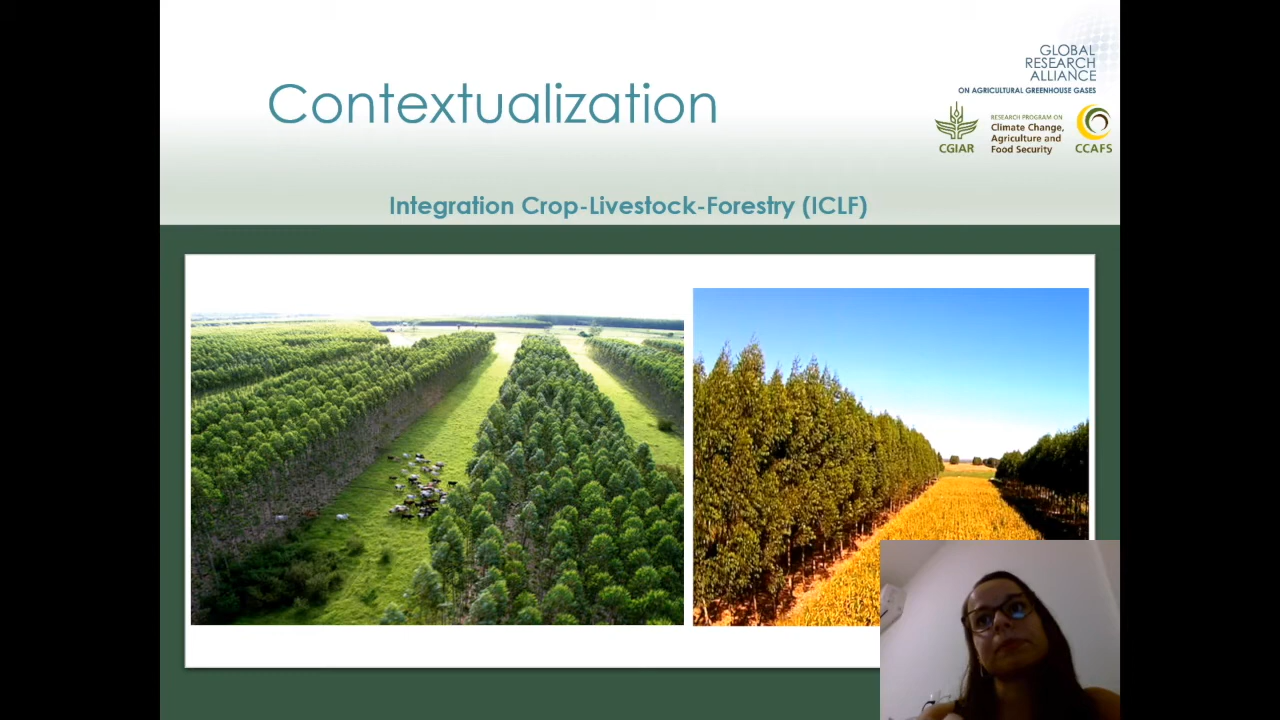 Contextualization
GLOBAL
RESEARCH
ALLIANCE
ON AGRICULTURAL GREENHOUSE GASES
CGIAR
RESEARCH PROGRAM ON
Climate Change,
Agriculture and
Food Security
CCAFS
Integration Crop-Livestock-Forestry (ICLF)